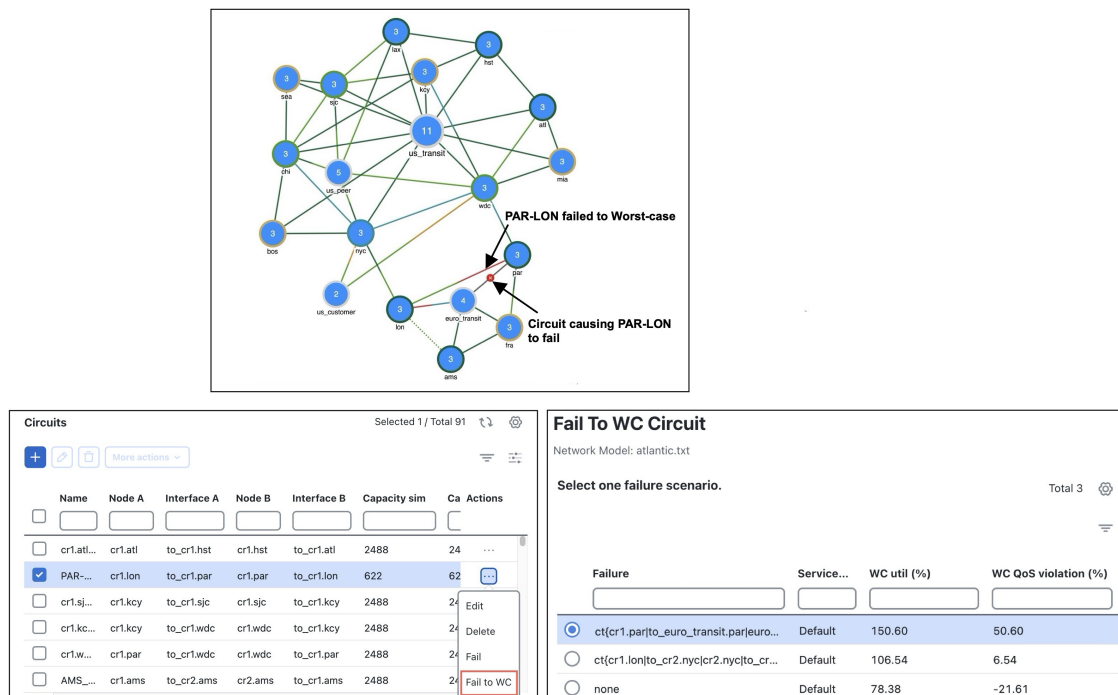 3
lax
3
hst
3
kcy
3
sea
3
sjc
3
atl
11
us_transit
3
chi
3
mia
5
us_peer
3
wdc
PAR-LON failed to Worst-case
3
bos
3
nyc
3
par
2
us_customer
4
euro_transit
3
lon
Circuit causing PAR-LON
to fail
3
fra
3
ams
Circuits
Selected 1 / Total 91
+
More actions
Name Node A Interface A Node B Interface B Capacity sim Ca Actions
cr1.atl... cr1.atl to_cr1.hst cr1.hst to_cr1.atl 2488 24 ...
PAR-... cr1.lon to_cr1.par cr1.par to_cr1.lon 622 62 ...
cr1.sj... cr1.kcy to_cr1.sjc cr1.sjc to_cr1.kcy 2488 24
Edit
cr1.kc... cr1.kcy to_cr1.wdc cr1.wdc to_cr1.kcy 2488 24
Delete
cr1.w... cr1.par to_cr1.wdc cr1.wdc to_cr1.par 2488 24
Fail
AMS_... cr1.ams to_cr2.ams cr2.ams to_cr1.ams 2488 24
Fail to WC
Fail To WC Circuit
Network Model: atlantic.txt
Select one failure scenario.
Total 3
Failure Service... WC util (%) WC QoS violation (%)
ct{cr1.par|to_euro_transit.par|euro... Default 150.60 50.60
ct{cr1.lon|to_cr2.nyc|cr2.nyc|to_cr... Default 106.54 6.54
none Default 78.38 -21.61